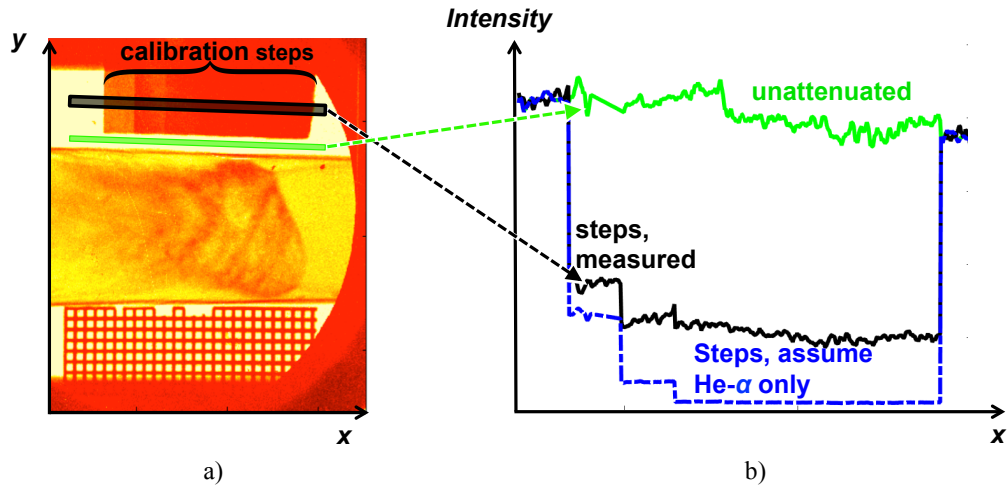 y
calibration steps
x
a)
Intensity
unattenuated
steps,
measured
Steps, assume
He-α only
x
b)